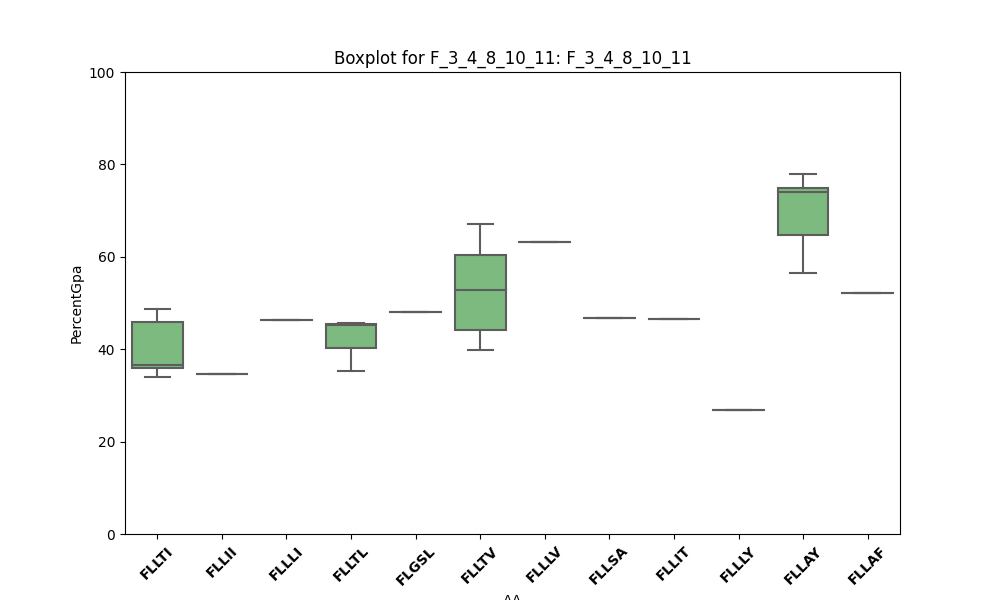 Boxplot for F_3_4_8_10_11: F_3_4_8_10_11
100
80
60
40
20
0
PercentGpa
FLLTI
FLLII
FLLLI
FLLTL
FLGSL
FLLTV
FLLLV
FLLSA
FLLIT
FLLLY
FLLAY
FLLAF
AA